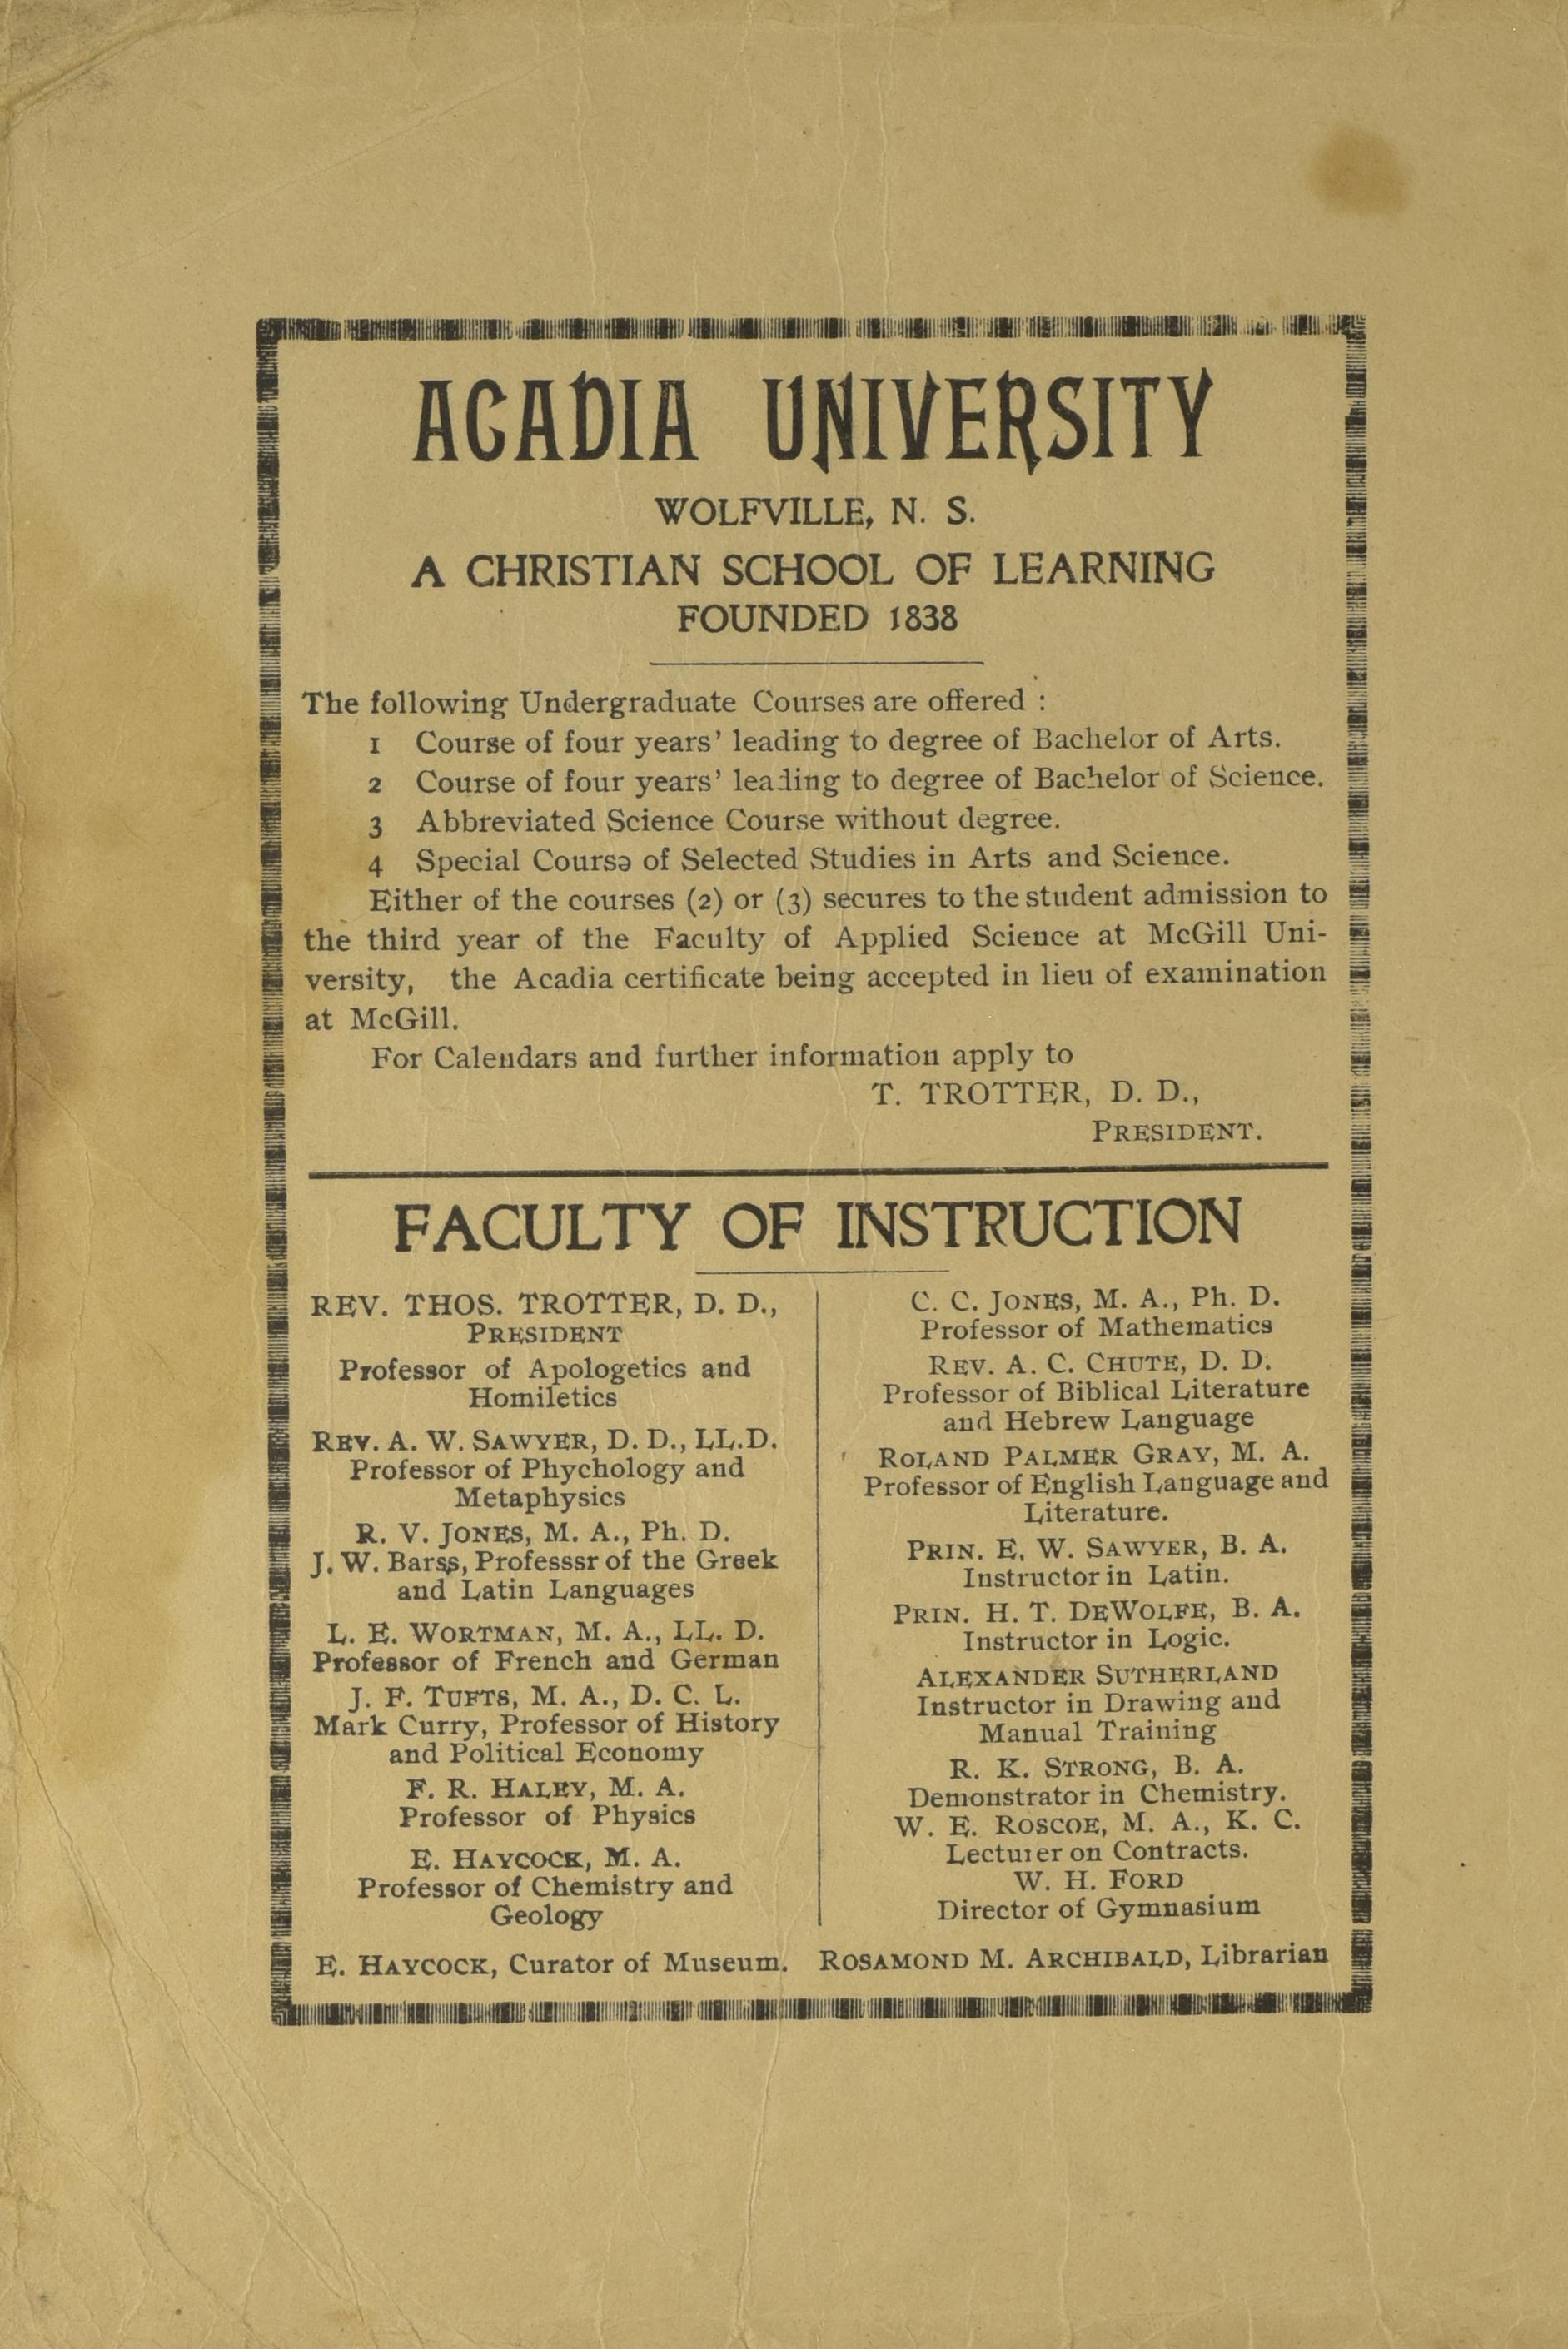 ACADIA UNIVERSITY
WOLFVILLE, N. S.
A CHRISTIAN SCHOOL OF LEARNING
FOUNDED 1838
The following Undergraduate Courses are offered :
1 Course of four years' leading to degree of Bachelor of Arts.
2 Course of four years' leading to degree of Bachelor of Science.
3 Abbreviated Science Course without degree.
4 Special Coursə of Selected Studies in Arts and Science.
Either of the courses (2) or (3) secures to the student admission to
the third year of the Faculty of Applied Science at McGill Uni-
versity, the Acadia certificate being accepted in lieu of examination
at McGill.
For Calendars and further information apply to
T. TROTTER, D. D.,
PRESIDENT.
FACULTY OF INSTRUCTION
REV. THOS. TROTTER, D. D.,
PRESIDENT
Professor of Apologetics and
Homiletics
REV. A. W. SAWYER, D. D., LL.D.
Professor of Phychology and
Metaphysics
R. V. JONES, M. A., Ph. D.
J. W. Barss, Professsr of the Greek
and Latin Languages
L. E. WORTMAN, M. A., LL. D.
Professor of French and German
J. F. TUFTS, M. A., D. C. L.
Mark Curry, Professor of History
and Political Economy
F. R. HALEY, M. A.
Professor of Physics
E. HAYCOCK, M. A.
Professor of Chemistry and
Geology
C. C. JONES, M. A., Ph. D.
Professor of Mathematics
REV. A. C. CHUTE, D. D.
Professor of Biblical Literature
and Hebrew Language
ROLAND PALMER GRAY, M. A.
Professor of English Language and
Literature.
PRIN. E. W. SAWYER, B. A.
Instructor in Latin.
PRIN. H. T. DEWOLFE, B. A.
Instructor in Logic.
ALEXANDER SUTHERLAND
Instructor in Drawing and
Manual Training
R. K. STRONG, B. A.
Demonstrator in Chemistry.
W. E. ROSCOE, M. A., K. C.
Lecturer on Contracts.
W. H. FORD
Director of Gymnasium
E. HAYCOCK, Curator of Museum. ROSAMOND M. ARCHIBALD, Librarian